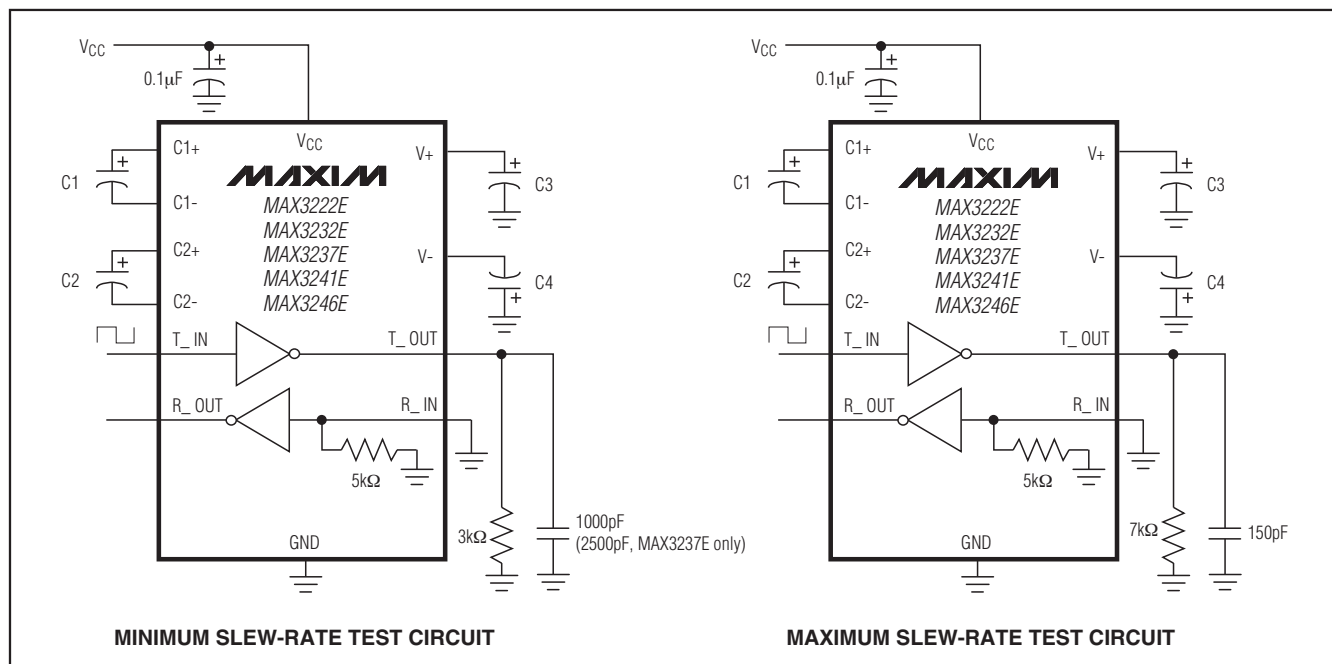 VCC
0.1µF
+
VCC
C1+
C1
+
C1-
C2+
C2
+
C2-
V+
+
C3
V-
C4
+
MAXIM
MAX3222E
MAX3232E
MAX3237E
MAX3241E
MAX3246E
T_ IN
T_ OUT
R_ OUT
R_ IN
5kΩ
3kΩ
1000pF
(2500pF, MAX3237E only)
GND
MINIMUM SLEW-RATE TEST CIRCUIT
VCC
0.1µF
+
VCC
C1+
C1
+
C1-
C2+
C2
+
C2-
V+
+
C3
V-
C4
+
MAXIM
MAX3222E
MAX3232E
MAX3237E
MAX3241E
MAX3246E
T_ IN
T_ OUT
R_ OUT
R_ IN
5kΩ
7kΩ
150pF
GND
MAXIMUM SLEW-RATE TEST CIRCUIT